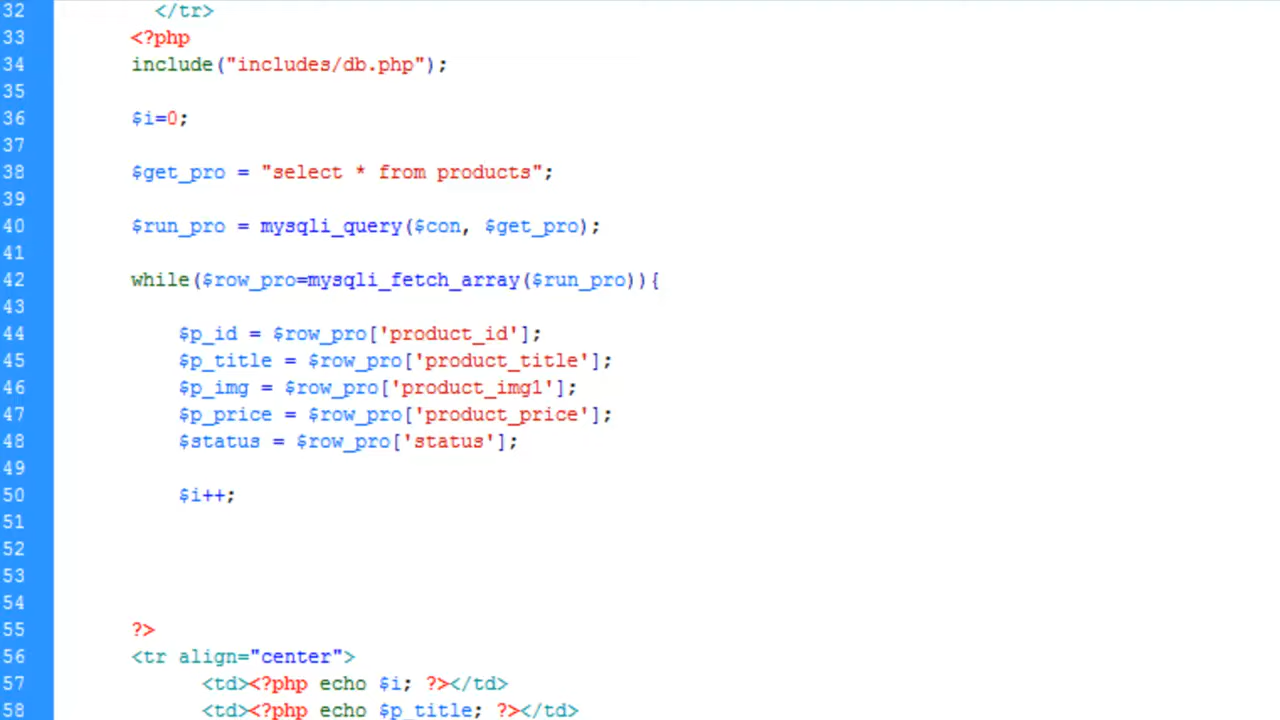 32 </tr>
33 <?php
34 include("includes/db.php");
35
36 $i=0;
37
38 $get_pro = "select * from products";
39
40 $run_pro = mysqli_query($con, $get_pro);
41
42 while($row_pro=mysqli_fetch_array($run_pro)){
43
44 $p_id = $row_pro['product_id'];
45 $p_title = $row_pro['product_title'];
46 $p_img = $row_pro['product_img1'];
47 $p_price = $row_pro['product_price'];
48 $status = $row_pro['status'];
49
50 $i++;
51
52
53
54
55 ?>
56 <tr align="center">
57 <td><?php echo $i; ?></td>
58 <td><?php echo $p_title; ?></td>